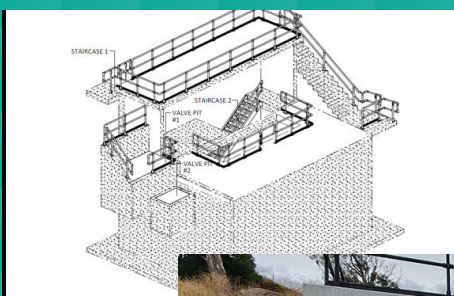 STAIRCASE 1
STAIRCASE 2
VALVE PIT
#1
VALVE PIT
#2